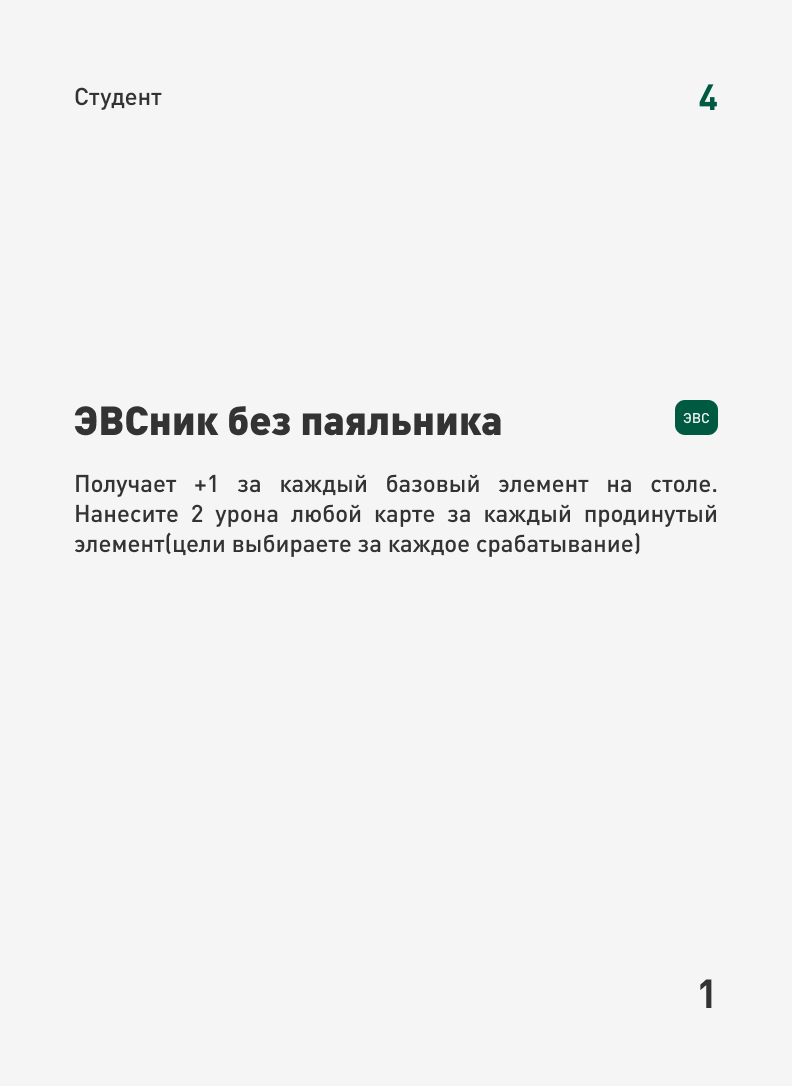 Студент
4
ЭВСник без паяльника
ЭВС
Получает +1 за каждый базовый элемент на столе.
Нанесите 2 урона любой карте за каждый продинутый
элемент(цели выбираете за каждое срабатывание)
1